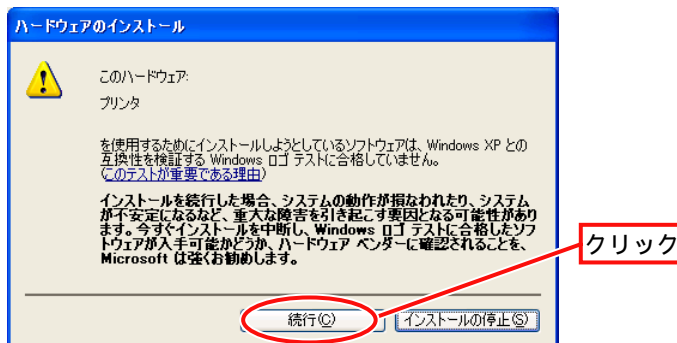 ハードウェアのインストール
このハードウェア:
プリンタ
を使用するためにインストールしようとしているソフトウェアは、Windows XP との
互換性を検証する Windows ロゴ テストに合格していません。
(このテストが重要である理由)
インストールを続行した場合、システムの動作が損なわれたり、システム
が不安定になるなど、重大な障害を引き起こす要因となる可能性があり
ます。今すぐインストールを中断し、Windows ロゴ テストに合格したソフ
トウェアが入手可能かどうか、ハードウェア ベンダーに確認されることを、
Microsoft は強くお勧めします。
クリック
続行(C)
インストールの停止(S)